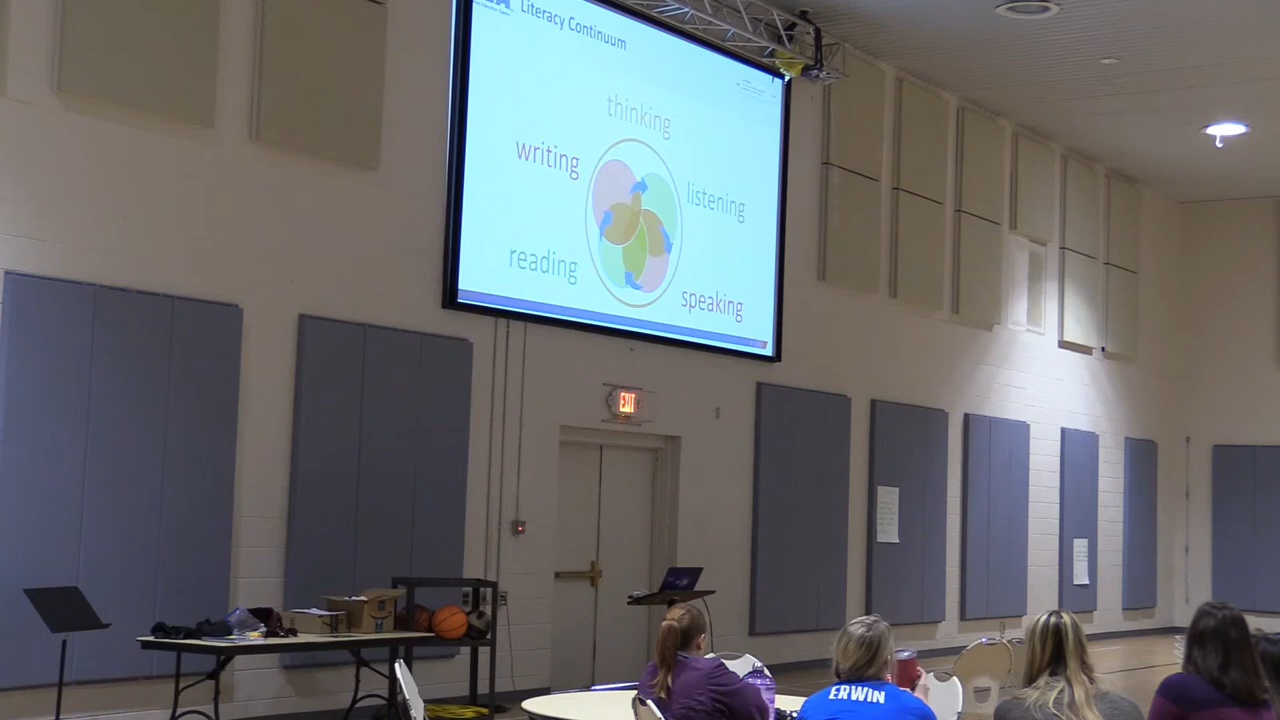 Literacy Continuum
thinking
writing
listening
reading
speaking
EXIT
ERWIN